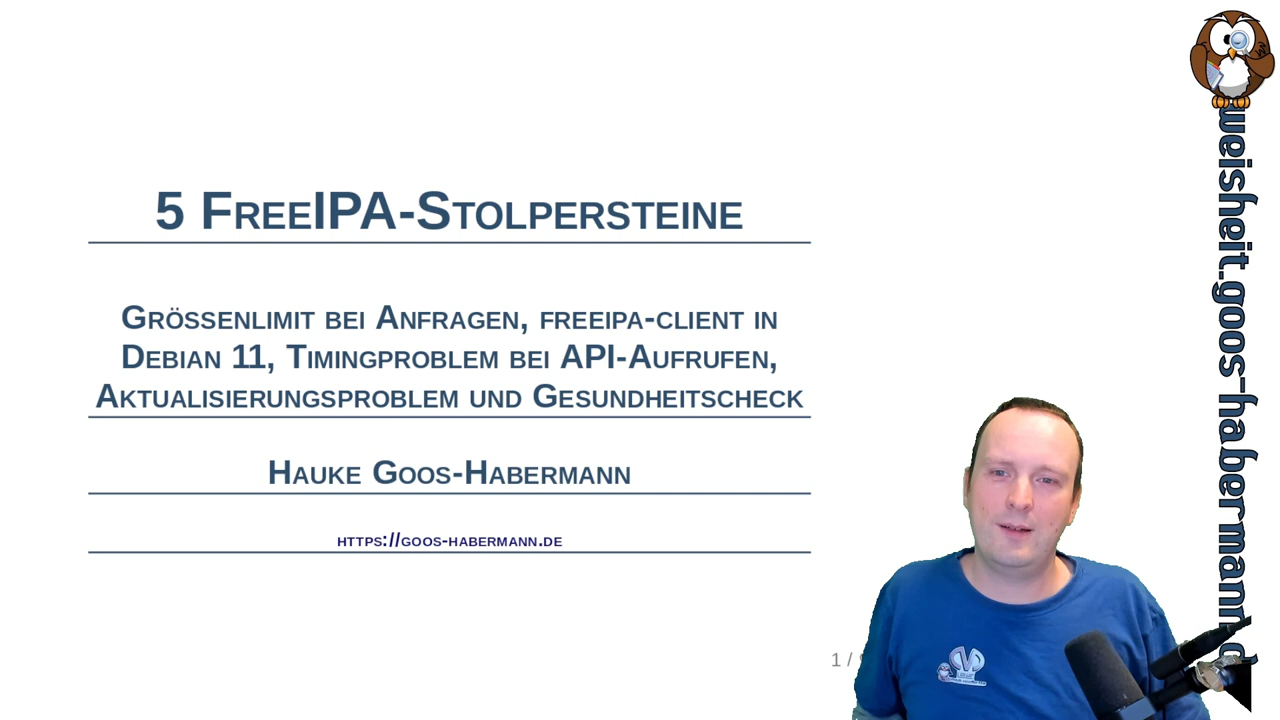 5 FreeIPA-Stolpersteine
Grössenlimit bei Anfragen, freeipa-client in
Debian 11, Timingproblem bei API-Aufrufen,
Aktualisierungsproblem und Gesundheitscheck
Hauke Goos-Habermann
https://goos-habermann.de
1 /
weisheit.goos-habermann.d